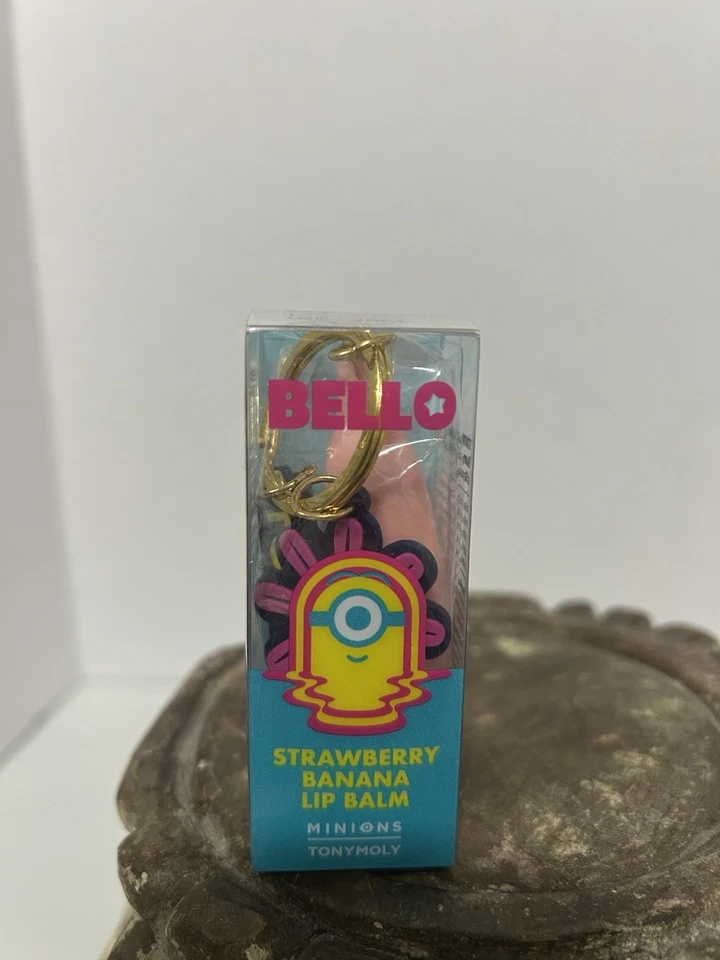 BELLO
STRAWBERRY
BANANA
LIP BALM
MINIONS
TONYMOLY